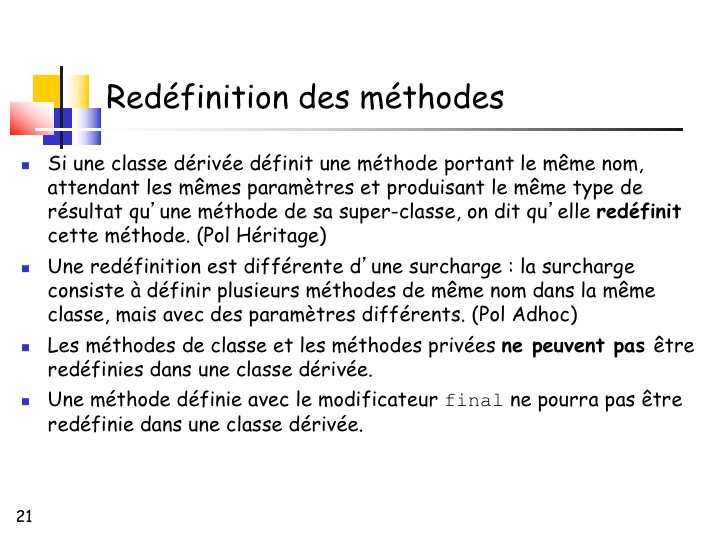 Redéfinition des méthodes
Si une classe dérivée définit une méthode portant le même nom,
attendant les mêmes paramètres et produisant le même type de
résultat qu’ une méthode de sa super-classe, on dit qu’ elle redéfinit
cette méthode. (Pol Héritage)
Une redéfinition est différente d’ une surcharge : la surcharge
consiste à définir plusieurs méthodes de même nom dans la même
classe, mais avec des paramètres différents. (Pol Adhoc)
Les méthodes de classe et les méthodes privées ne peuvent pas être
redéfinies dans une classe dérivée.
Une méthode définie avec le modificateur final ne pourra pas être
redéfinie dans une classe dérivée.
21